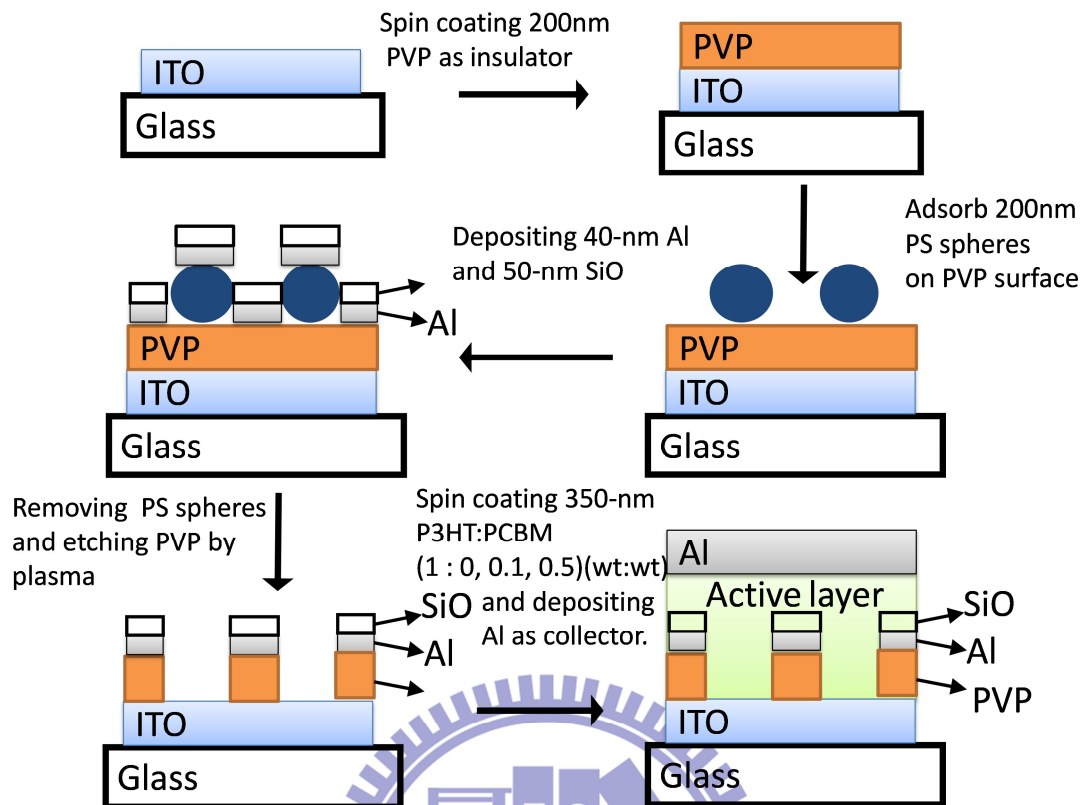 Spin coating 200nm
PVP as insulator
ITO
Glass
PVP
ITO
Glass
Adsorb 200nm
PS spheres
on PVP surface
PVP
ITO
Glass
Depositing 40-nm Al
and 50-nm SiO
Al
PVP
ITO
Glass
Removing PS spheres
and etching PVP by
plasma
SiO
Al
ITO
Glass
Spin coating 350-nm
P3HT:PCBM
(1 : 0, 0.1, 0.5)(wt:wt)
and depositing
Al as collector.
Al
Active layer
SiO
Al
PVP
ITO
Glass